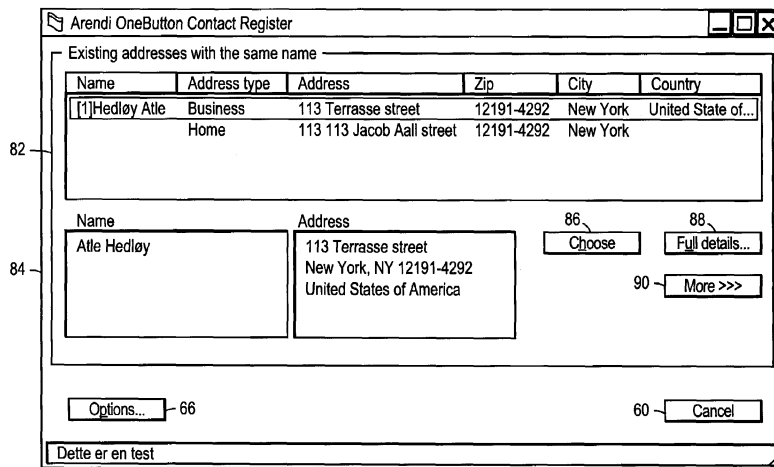 Arendi OneButton Contact Register
Existing addresses with the same name
Name Address type Address Zip City Country
[1]Hedløy Atle Business 113 Terrasse street 12191-4292 New York United State of...
Home 113 113 Jacob Aall street 12191-4292 New York
82
Name Address 86 88
Atle Hedløy 113 Terrasse street Choose Full details...
New York, NY 12191-4292
84 United States of America 90 More >>>
Options... 66 60 Cancel
Dette er en test